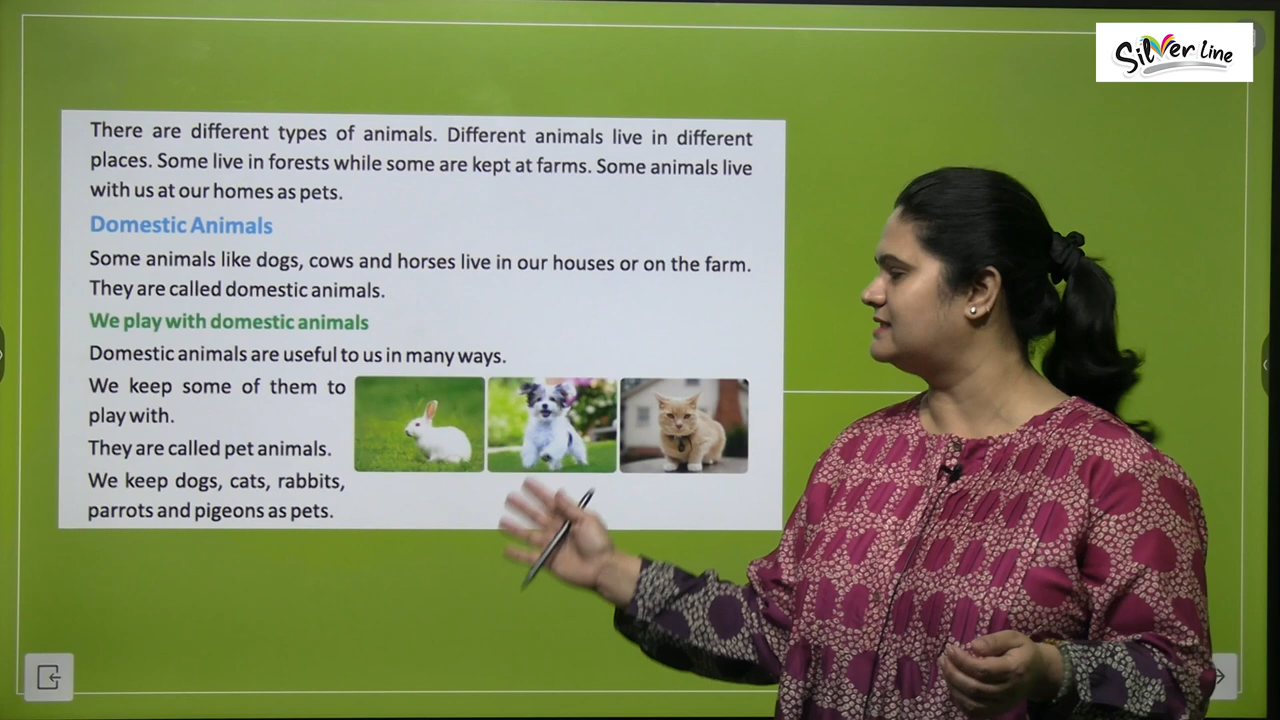 Silver Line
There are different types of animals. Different animals live in different
places. Some live in forests while some are kept at farms. Some animals live
with us at our homes as pets.
Domestic Animals
Some animals like dogs, cows and horses live in our houses or on the farm.
They are called domestic animals.
We play with domestic animals
Domestic animals are useful to us in many ways.
We keep some of them to
play with.
They are called pet animals.
We keep dogs, cats, rabbits,
parrots and pigeons as pets.